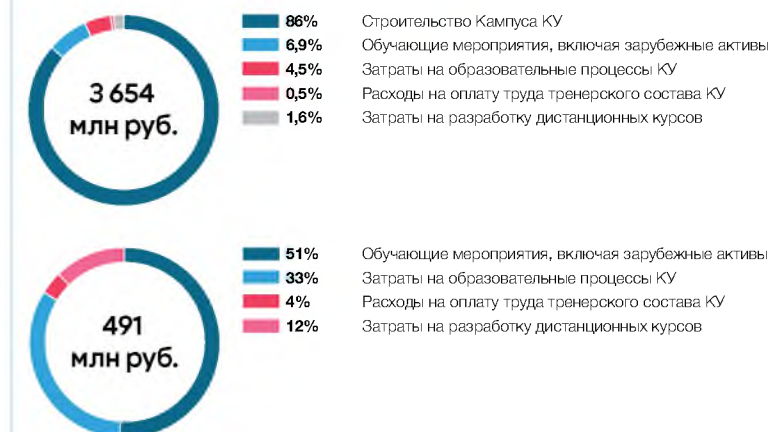 3 654
млн руб.
86% Строительство Кампуса КУ
6,9% Обучающие мероприятия, включая зарубежные активы
4,5% Затраты на образовательные процессы КУ
0,5% Расходы на оплату труда тренерского состава КУ
1,6% Затраты на разработку дистанционных курсов
491
млн руб.
51% Обучающие мероприятия, включая зарубежные активы
33% Затраты на образовательные процессы КУ
4% Расходы на оплату труда тренерского состава КУ
12% Затраты на разработку дистанционных курсов